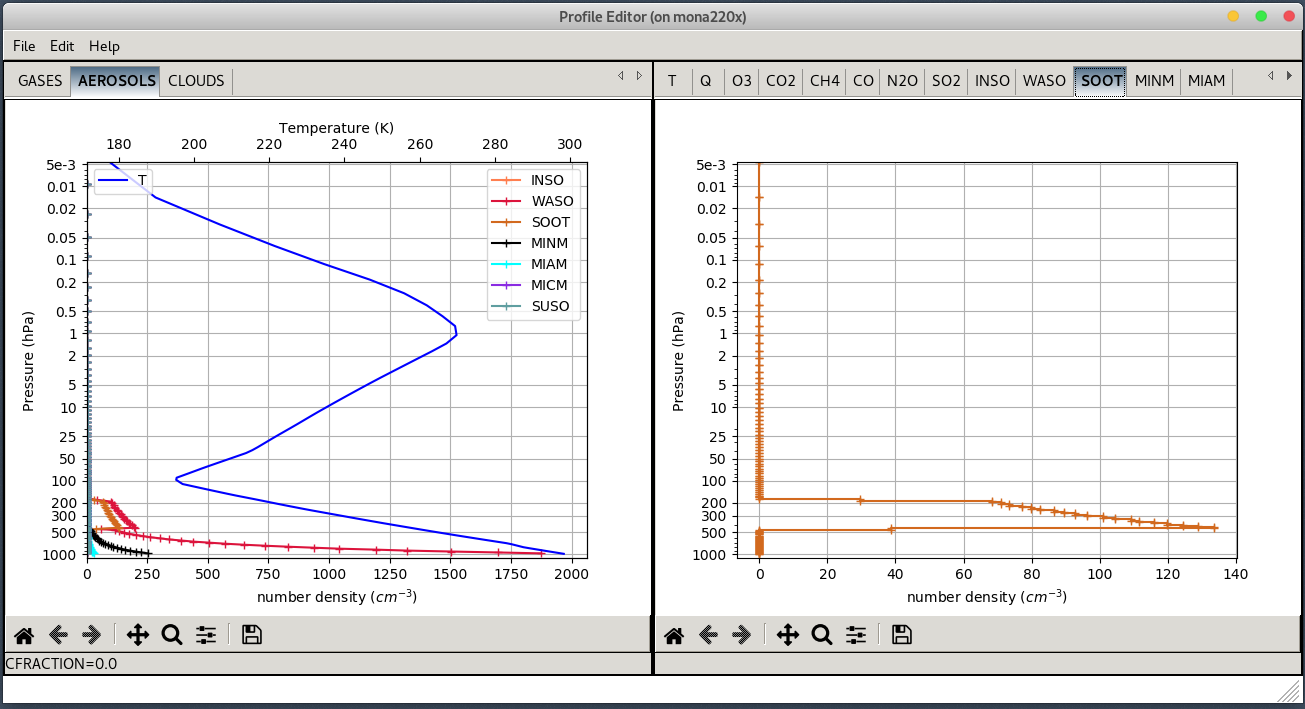 Profile Editor (on mona220x)
File Edit Help
GASES AEROSOLS CLOUDS
T Q O3 CO2 CH4 CO N2O SO2 INSO WASO SOOT MINM MIAM
Temperature (K)
180 200 220 240 260 280 300
5e-3
0.01
0.02
0.05
0.1
0.2
0.5
1
2
5
10
25
50
100
200
300
500
1000
Pressure (hPa)
T
INSO
WASO
SOOT
MINM
MIAM
MICM
SUSO
0 250 500 750 1000 1250 1500 1750 2000
number density (cm⁻³)
5e-3
0.01
0.02
0.05
0.1
0.2
0.5
1
2
5
10
25
50
100
200
300
500
1000
Pressure (hPa)
0 20 40 60 80 100 120 140
number density (cm⁻³)
CFRACTION=0.0